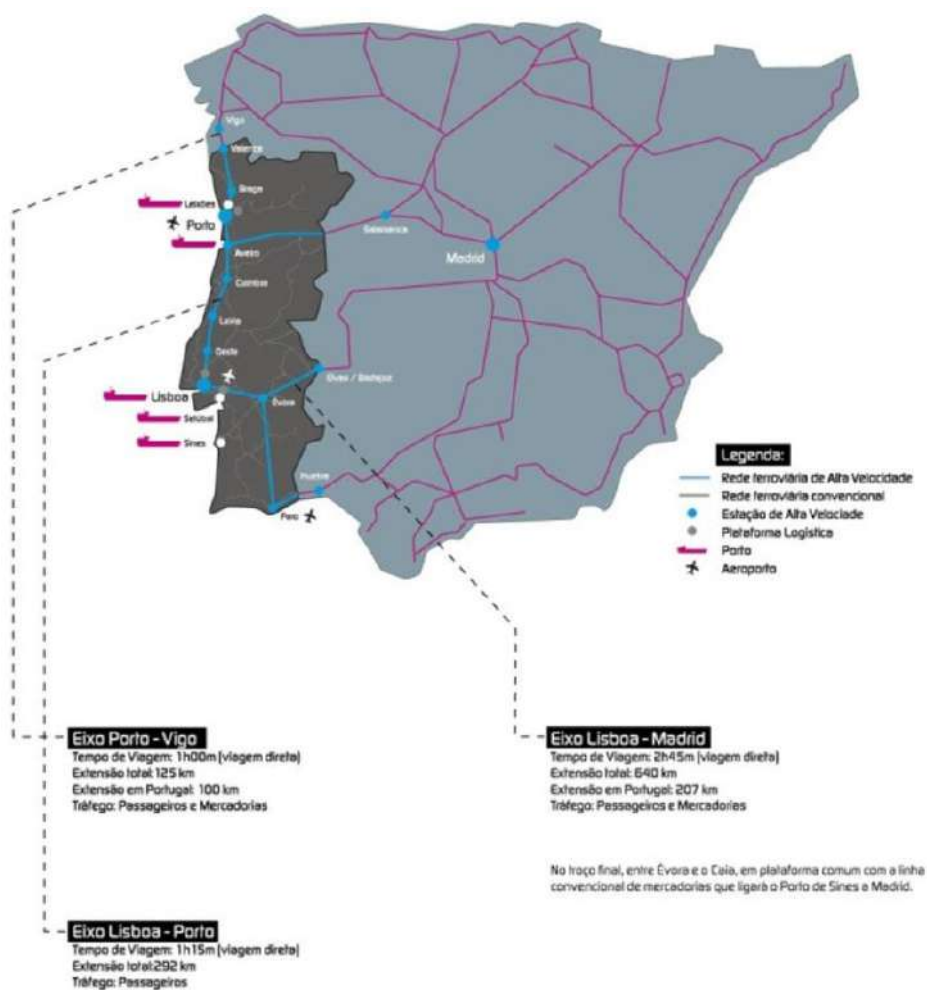 Vigo
Valença
Braga
Leixões
Porto
Aveiro
Salamanca
Madrid
Coimbra
Leiria
Oeste
Elvas / Badajoz
Lisboa
Évora
Setúbal
Sines
Huelva
Faro
Legenda:
Rede ferroviária de Alta Velocidade
Rede ferroviária convencional
Estação de Alta Velociade
Plataforma Logística
Porto
Aeroporto
Eixo Porto - Vigo
Tempo de Viagem: 1h00m (viagem direta)
Extensão total: 125 km
Extensão em Portugal: 100 km
Tráfego: Passageiros e Mercadorias
Eixo Lisboa - Madrid
Tempo de Viagem: 2h45m (viagem direta)
Extensão total: 640 km
Extensão em Portugal: 207 km
Tráfego: Passageiros e Mercadorias
No troço final, entre Évora e o Caia, em plataforma comum com a linha
convencional de mercadorias que ligará o Porto de Sines a Madrid.
Eixo Lisboa - Porto
Tempo de Viagem: 1h15m (viagem direta)
Extensão total:292 km
Tráfego: Passageiros